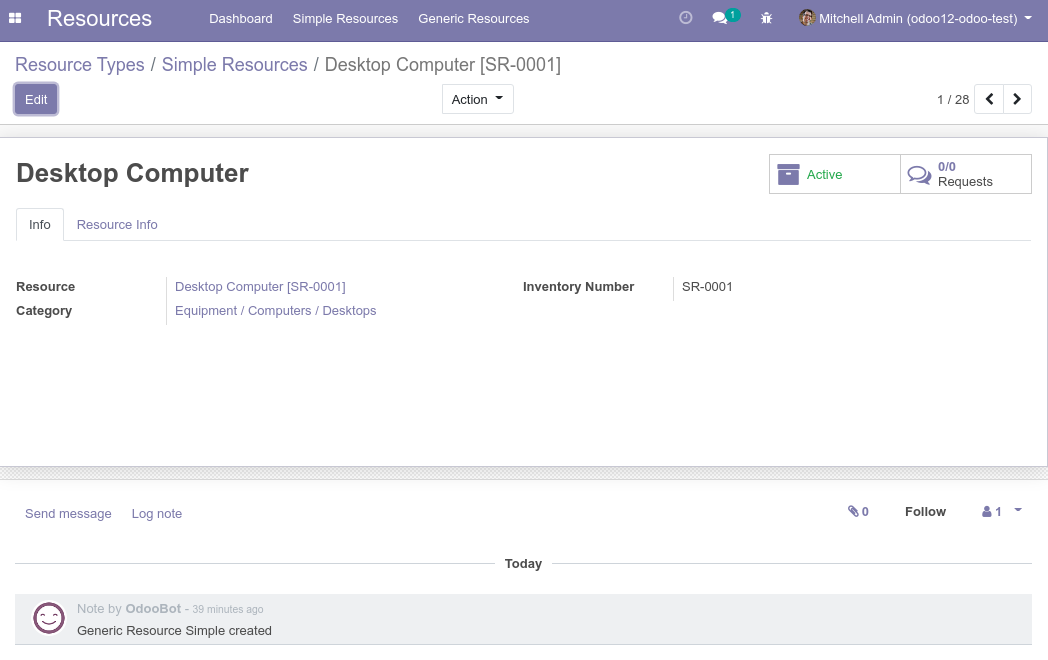 Resources Dashboard Simple Resources Generic Resources 1 Mitchell Admin (odoo12-odoo-test)
Resource Types / Simple Resources / Desktop Computer [SR-0001]
Edit Action 1 / 28
Desktop Computer
Active
0/0
Requests
Info Resource Info
Resource Desktop Computer [SR-0001] Inventory Number SR-0001
Category Equipment / Computers / Desktops
Send message Log note 0 Follow 1
Today
Note by OdooBot - 39 minutes ago
Generic Resource Simple created